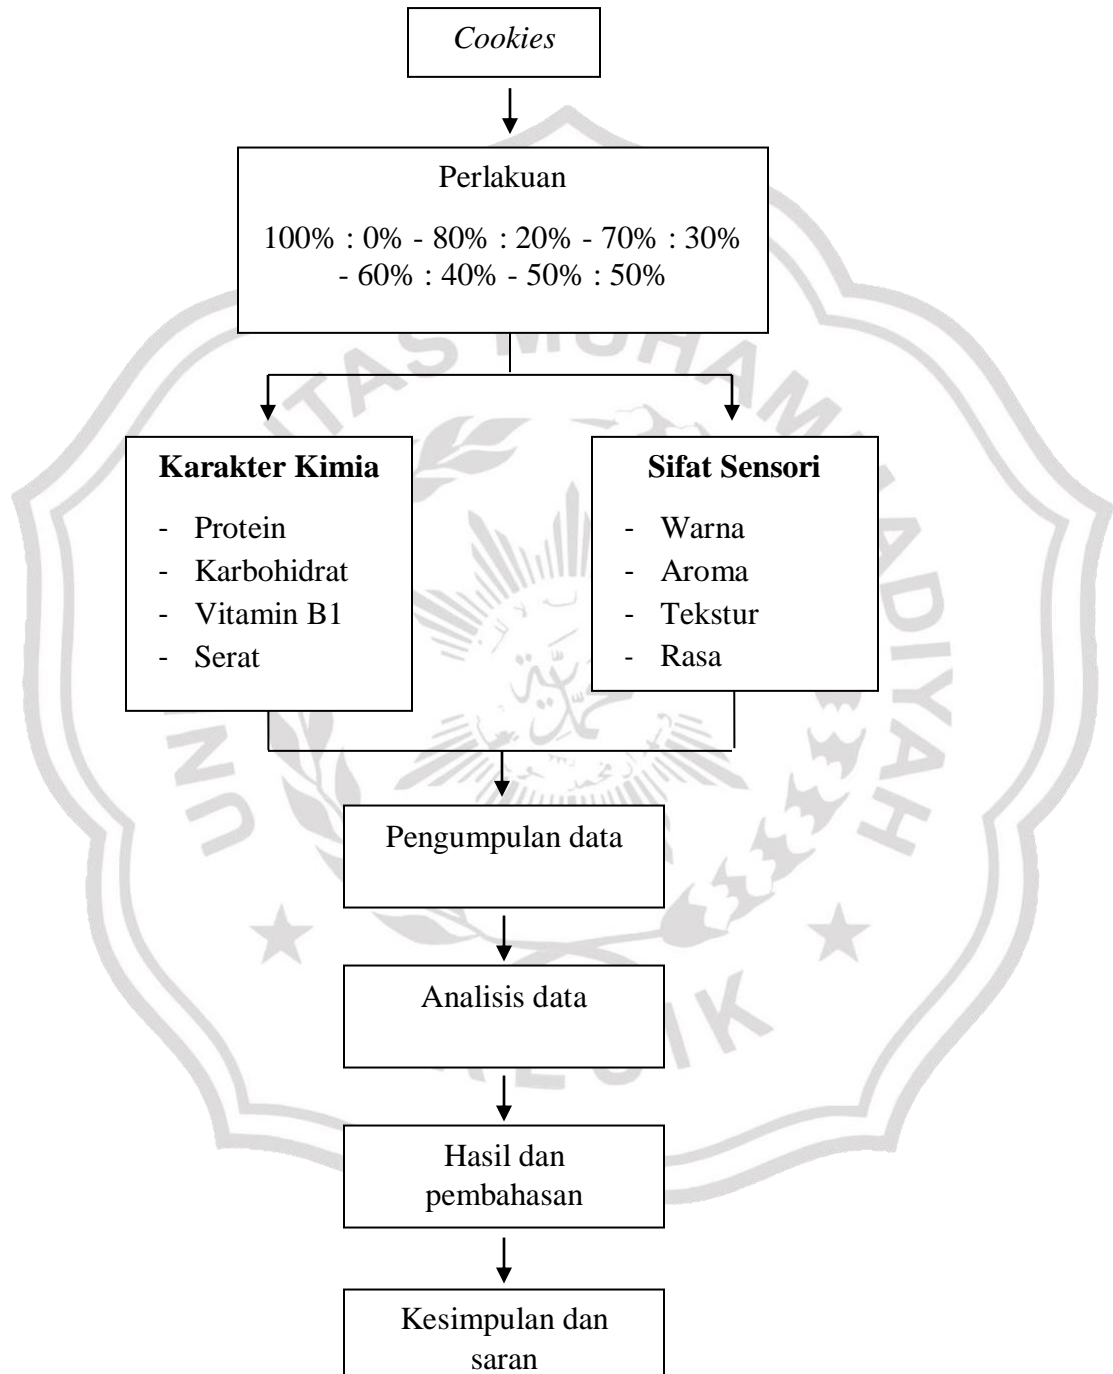 Cookies
Perlakuan
100% : 0% - 80% : 20% - 70% : 30%
- 60% : 40% - 50% : 50%
Karakter Kimia
- Protein
- Karbohidrat
- Vitamin B1
- Serat
Sifat Sensori
- Warna
- Aroma
- Tekstur
- Rasa
Pengumpulan data
Analisis data
Hasil dan
pembahasan
Kesimpulan dan
saran